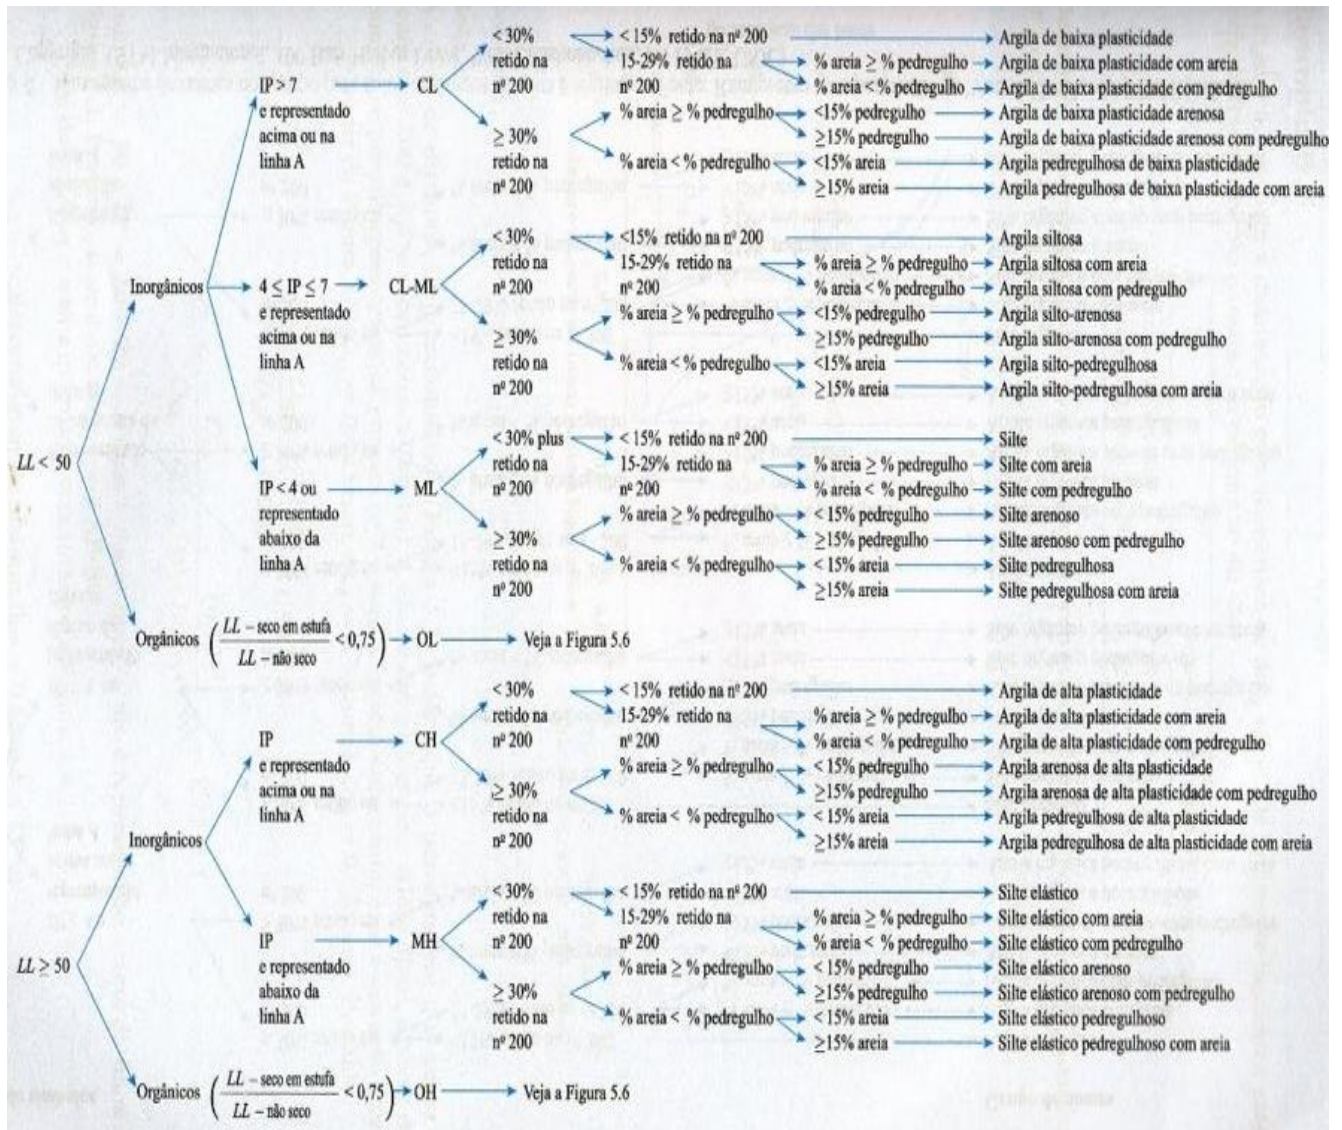 < 30% < 15% retido na nº 200 Argila de baixa plasticidade
retido na 15-29% retido na % areia ≥ % pedregulho Argila de baixa plasticidade com areia
IP > 7 CL nº 200 nº 200 % areia < % pedregulho Argila de baixa plasticidade com pedregulho
e representado % areia ≥ % pedregulho <15% pedregulho Argila de baixa plasticidade arenosa
acima ou na ≥ 30% ≥15% pedregulho Argila de baixa plasticidade arenosa com pedregulho
linha A retido na % areia < % pedregulho <15% areia Argila pedregulhosa de baixa plasticidade
nº 200 ≥15% areia Argila pedregulhosa de baixa plasticidade com areia
<30% <15% retido na nº 200 Argila siltosa
retido na 15-29% retido na % areia ≥ % pedregulho Argila siltosa com areia
Inorgânicos 4 ≤ IP ≤ 7 CL-ML nº 200 nº 200 % areia < % pedregulho Argila siltosa com pedregulho
e representado % areia ≥ % pedregulho <15% pedregulho Argila silto-arenosa
acima ou na ≥ 30% ≥15% pedregulho Argila silto-arenosa com pedregulho
linha A retido na % areia < % pedregulho <15% areia Argila silto-pedregulhosa
nº 200 ≥15% areia Argila silto-pedregulhosa com areia
< 30% plus < 15% retido na nº 200 Silte
LL < 50 retido na 15-29% retido na % areia ≥ % pedregulho Silte com areia
IP < 4 ou ML nº 200 nº 200 % areia < % pedregulho Silte com pedregulho
representado % areia ≥ % pedregulho < 15% pedregulho Silte arenoso
abaixo da ≥ 30% ≥15% pedregulho Silte arenoso com pedregulho
linha A retido na % areia < % pedregulho < 15% areia Silte pedregulhosa
nº 200 ≥15% areia Silte pedregulhosa com areia
Orgânicos (LL – seco em estufa / LL – não seco < 0,75) OL Veja a Figura 5.6
< 30% < 15% retido na nº 200 Argila de alta plasticidade
retido na 15-29% retido na % areia ≥ % pedregulho Argila de alta plasticidade com areia
IP CH nº 200 nº 200 % areia < % pedregulho Argila de alta plasticidade com pedregulho
e representado % areia ≥ % pedregulho < 15% pedregulho Argila arenosa de alta plasticidade
acima ou na ≥ 30% ≥15% pedregulho Argila arenosa de alta plasticidade com pedregulho
linha A retido na % areia < % pedregulho < 15% areia Argila pedregulhosa de alta plasticidade
Inorgânicos nº 200 ≥15% areia Argila pedregulhosa de alta plasticidade com areia
< 30% < 15% retido na nº 200 Silte elástico
retido na 15-29% retido na % areia ≥ % pedregulho Silte elástico com areia
IP MH nº 200 nº 200 % areia < % pedregulho Silte elástico com pedregulho
LL ≥ 50 e representado % areia ≥ % pedregulho < 15% pedregulho Silte elástico arenoso
abaixo da ≥ 30% ≥15% pedregulho Silte elástico arenoso com pedregulho
linha A retido na % areia < % pedregulho < 15% areia Silte elástico pedregulhoso
nº 200 ≥15% areia Silte elástico pedregulhoso com areia
Orgânicos (LL – seco em estufa / LL – não seco < 0,75) OH Veja a Figura 5.6